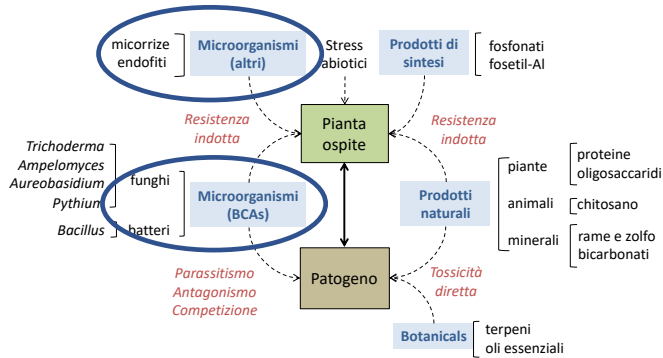 micorrize
endofiti
Microorganismi
(altri)
Stress
abiotici
Prodotti di
sintesi
fosfonati
fosetil-Al
Resistenza
indotta
Pianta
ospite
Resistenza
indotta
Trichoderma
Ampelomyces
Aureobasidium
Pythium
Bacillus
funghi
batteri
Microorganismi
(BCAs)
Prodotti
naturali
piante
animali
minerali
proteine
oligosaccaridi
chitosano
rame e zolfo
bicarbonati
Parassitismo
Antagonismo
Competizione
Patogeno
Tossicità
diretta
Botanicals
terpeni
oli essenziali